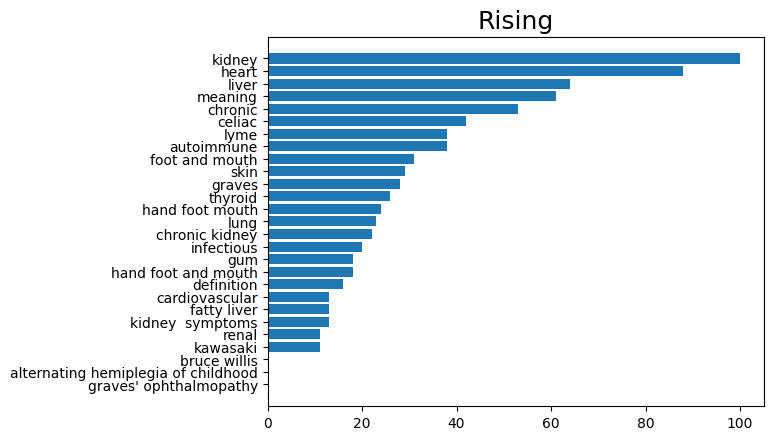 Rising
kidney
heart
liver
meaning
chronic
celiac
lyme
autoimmune
foot and mouth
skin
graves
thyroid
hand foot mouth
lung
chronic kidney
infectious
gum
hand foot and mouth
definition
cardiovascular
fatty liver
kidney  symptoms
renal
kawasaki
bruce willis
alternating hemiplegia of childhood
graves' ophthalmopathy
0 20 40 60 80 100